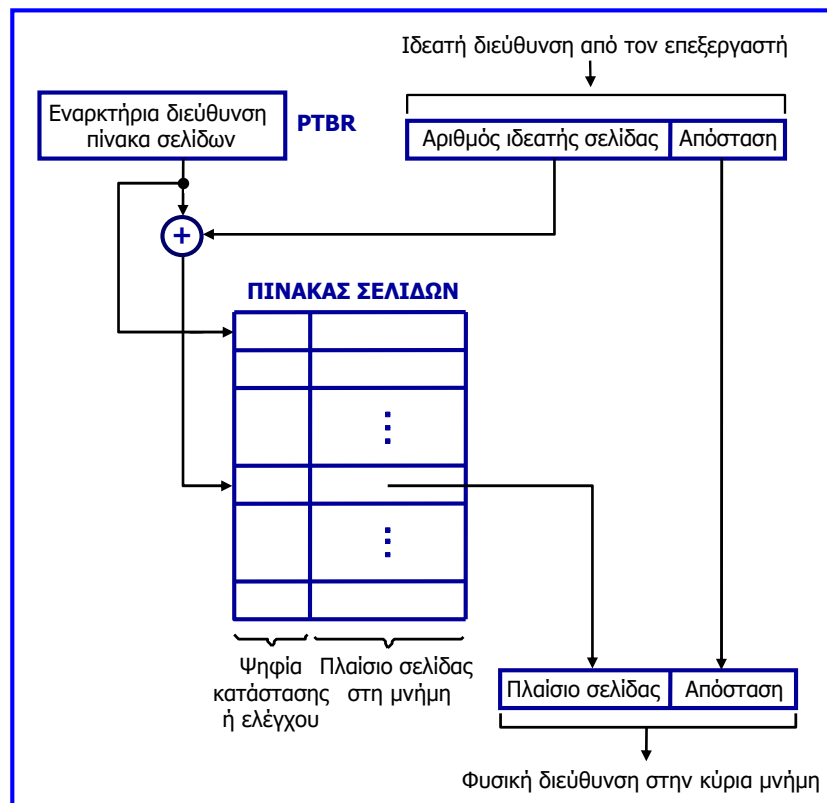 Ιδεατή διεύθυνση από τον επεξεργαστή
Εναρκτήρια διεύθυνση
πίνακα σελίδων
PTBR
Αριθμός ιδεατής σελίδας
Απόσταση
+
ΠΙΝΑΚΑΣ ΣΕΛΙΔΩΝ
Ψηφία
κατάστασης
ή ελέγχου
Πλαίσιο σελίδας
στη μνήμη
Πλαίσιο σελίδας
Απόσταση
Φυσική διεύθυνση στην κύρια μνήμη